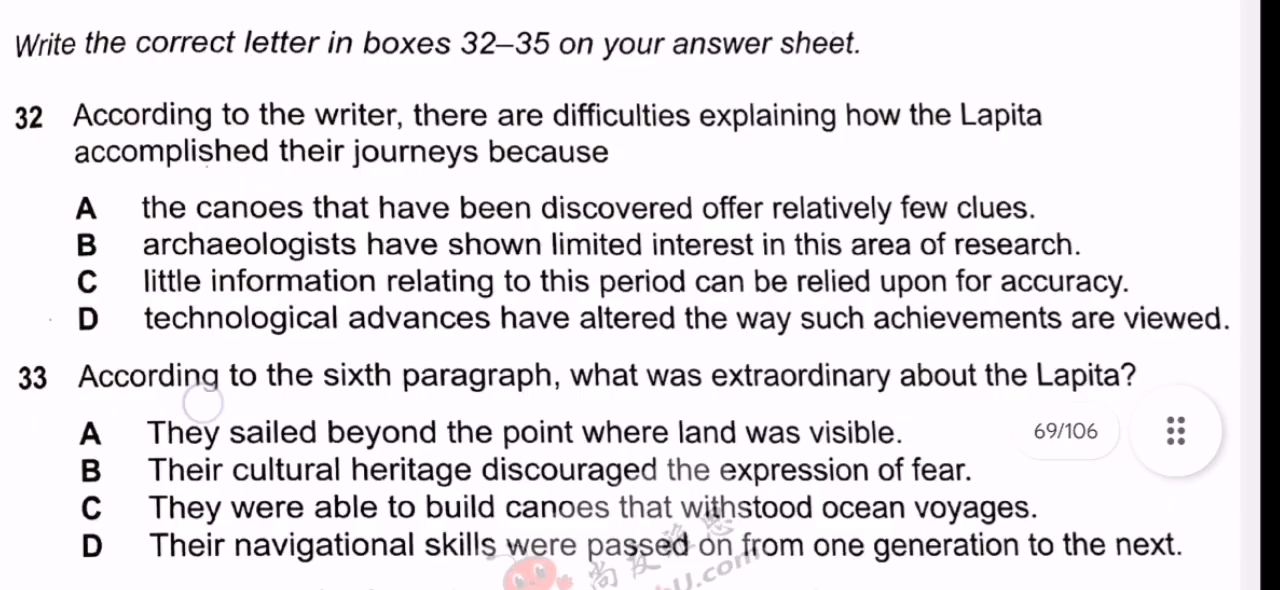 Write the correct letter in boxes 32–35 on your answer sheet.
32 According to the writer, there are difficulties explaining how the Lapita
accomplished their journeys because
A the canoes that have been discovered offer relatively few clues.
B archaeologists have shown limited interest in this area of research.
C little information relating to this period can be relied upon for accuracy.
D technological advances have altered the way such achievements are viewed.
33 According to the sixth paragraph, what was extraordinary about the Lapita?
A They sailed beyond the point where land was visible.
69/106
B Their cultural heritage discouraged the expression of fear.
C They were able to build canoes that withstood ocean voyages.
D Their navigational skills were passed on from one generation to the next.